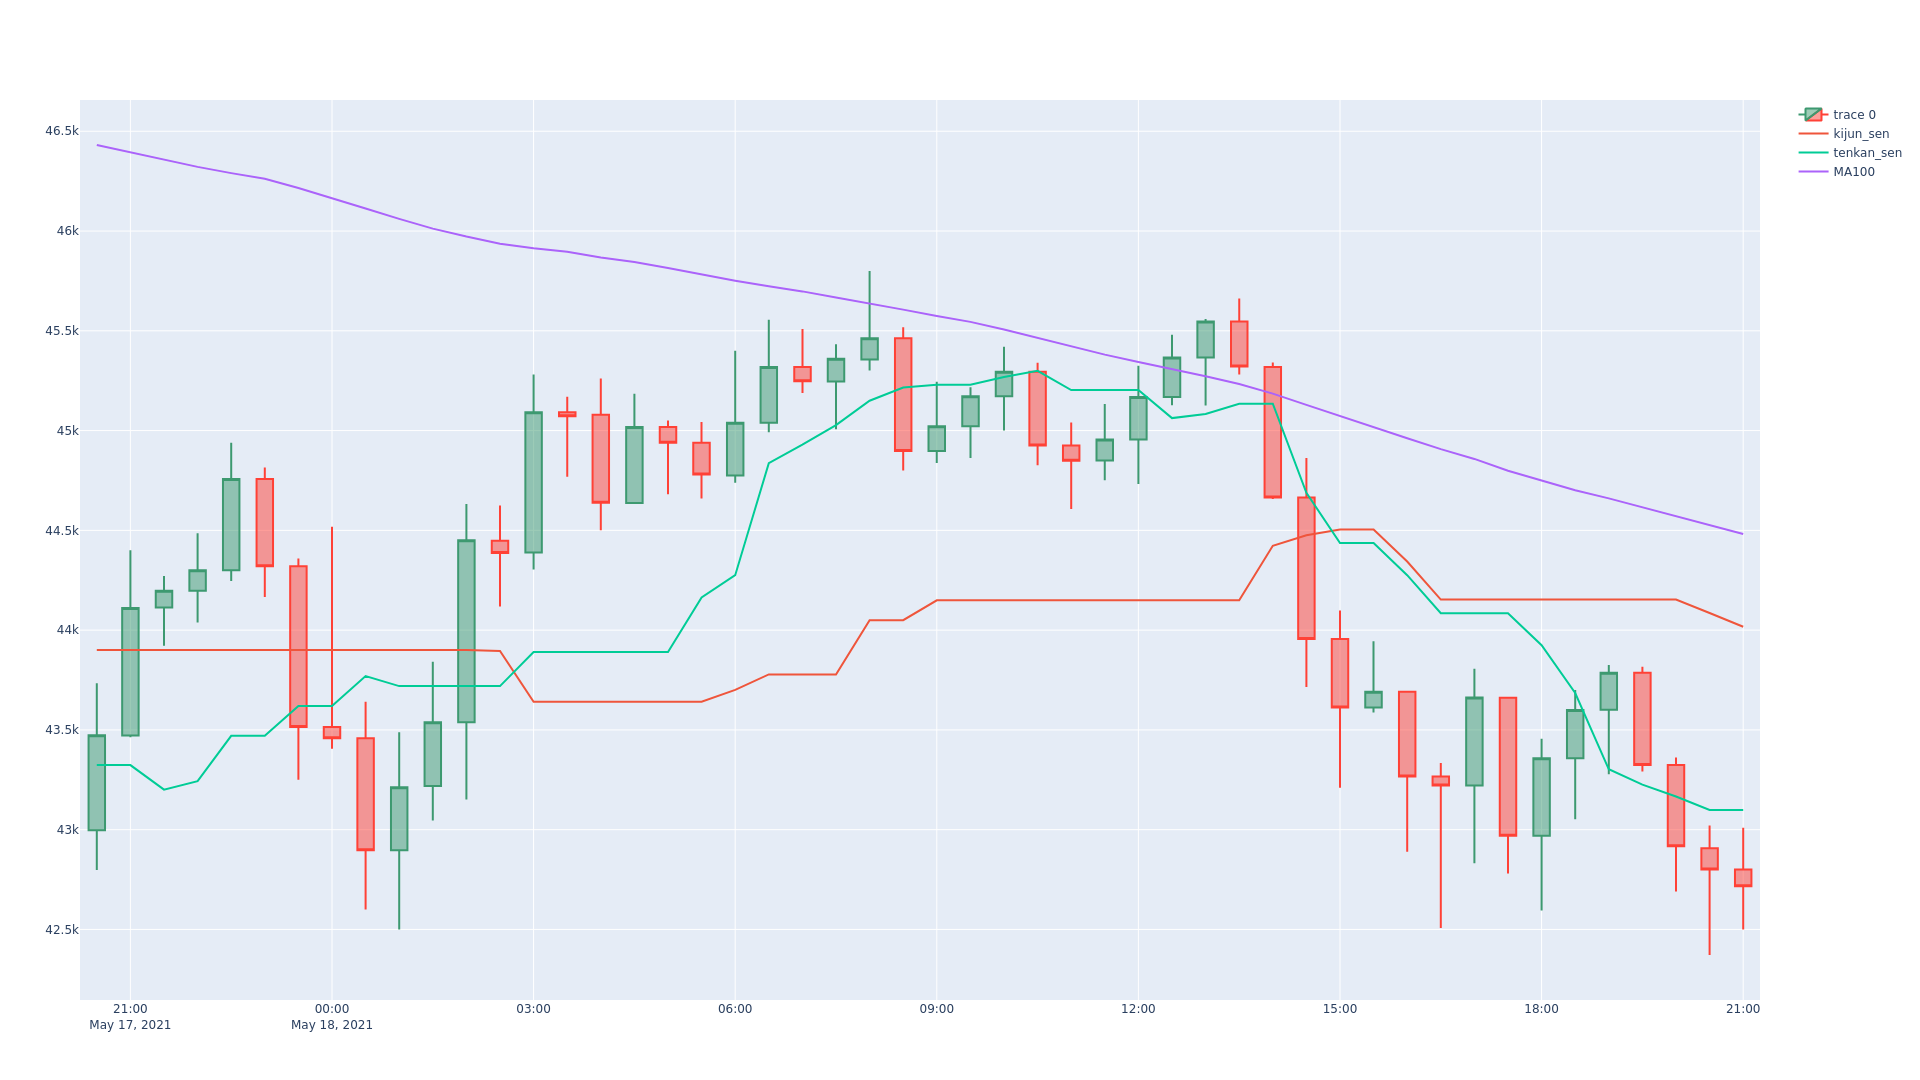 46.5k
46k
45.5k
45k
44.5k
44k
43.5k
43k
42.5k
21:00 00:00 03:00 06:00 09:00 12:00 15:00 18:00 21:00
May 17, 2021 May 18, 2021
trace 0
kijun_sen
tenkan_sen
MA100